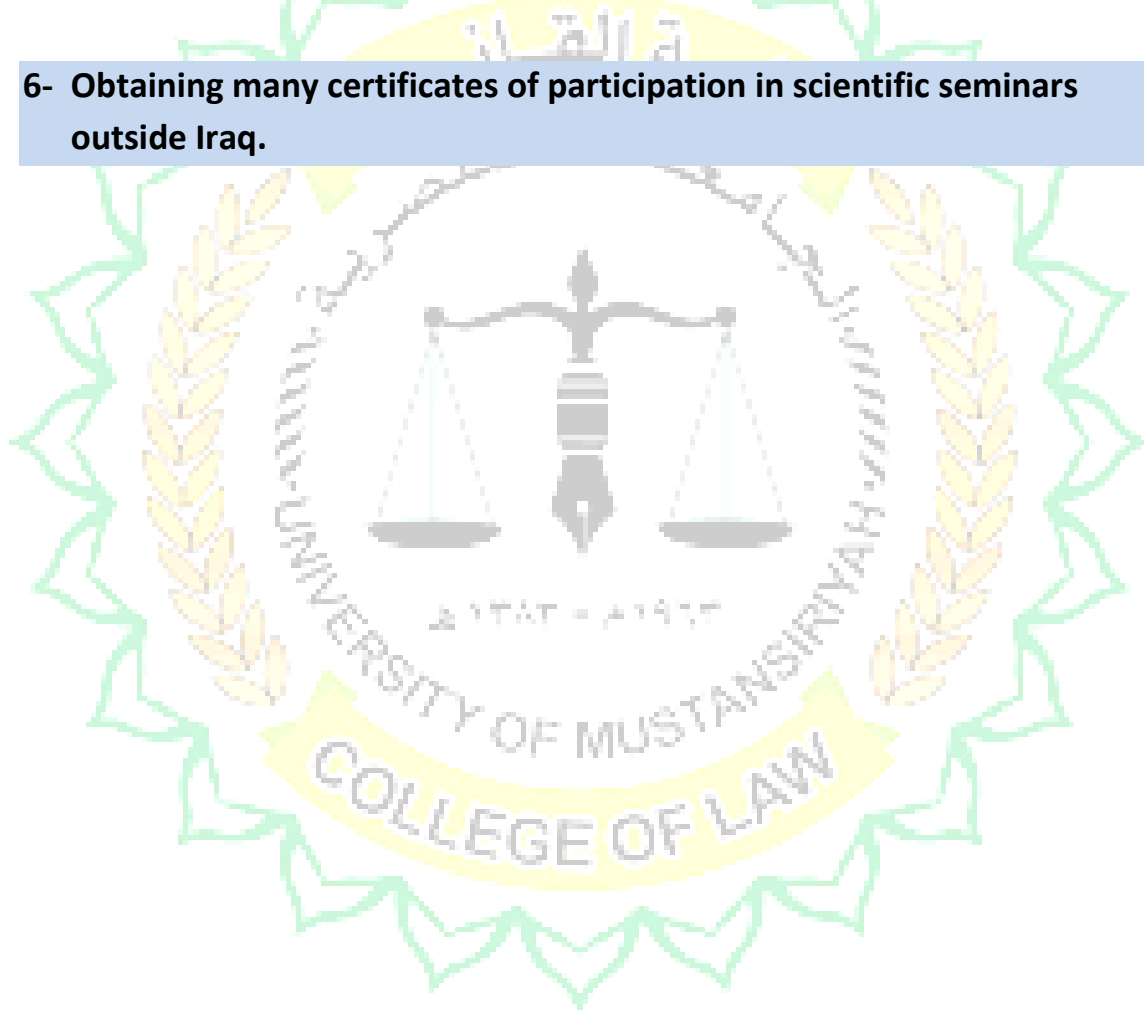 6- Obtaining many certificates of participation in scientific seminars
outside Iraq.
UNIVERSITY OF MUSTANSIRIYAH
COLLEGE OF LAW